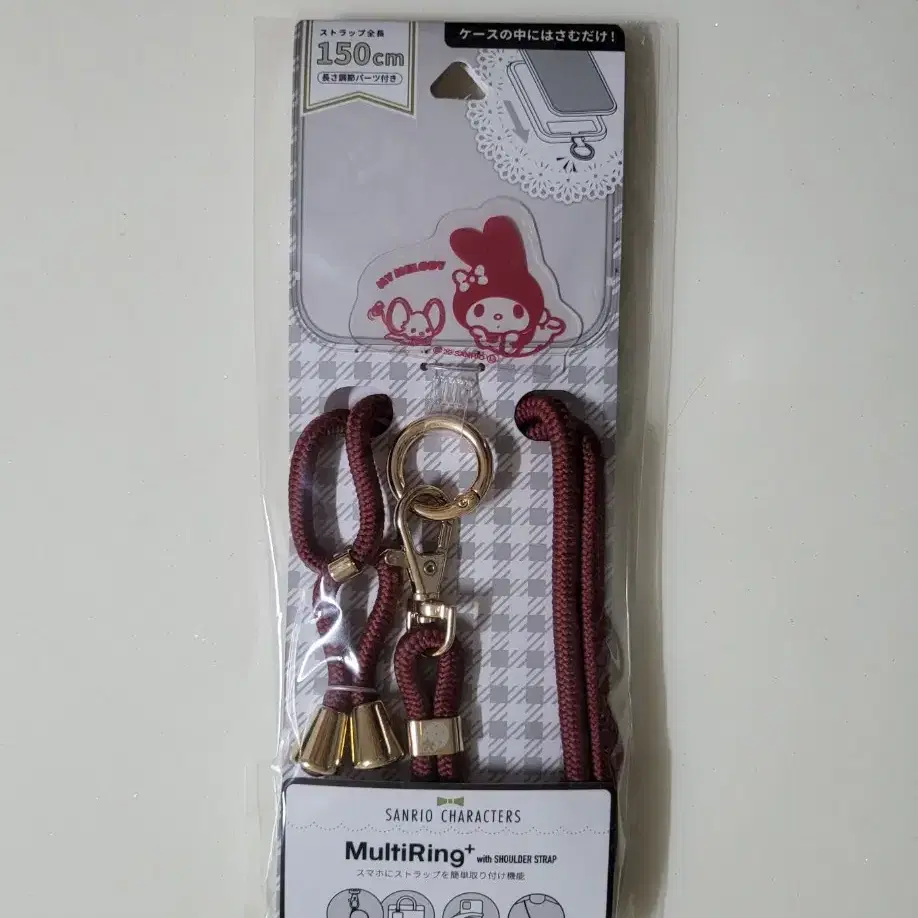 ストラップ全長
150cm
長さ調節パーツ付き
ケースの中にはさむだけ!
MY MELODY
SANRIO CHARACTERS
MultiRing+ with SHOULDER STRAP
スマホにストラップを簡単取り付け機能